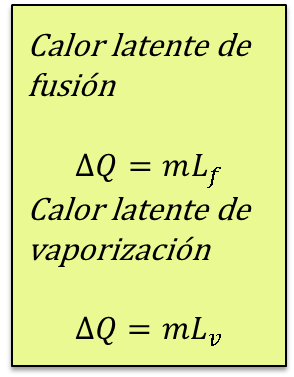 Calor latente de
fusión
ΔQ = mL_f
Calor latente de
vaporización
ΔQ = mL_v